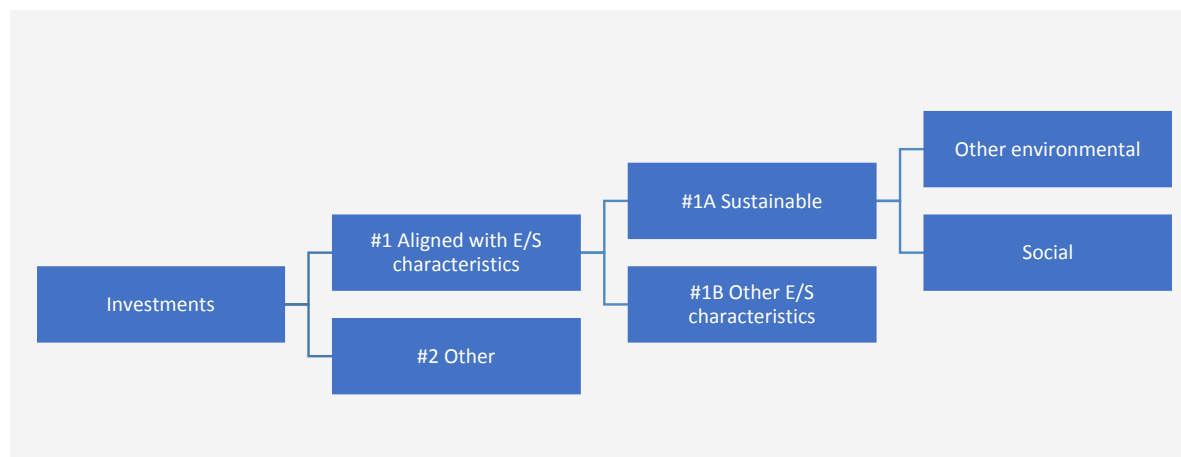 Investments
#1 Aligned with E/S
characteristics
#2 Other
#1A Sustainable
#1B Other E/S
characteristics
Other environmental
Social